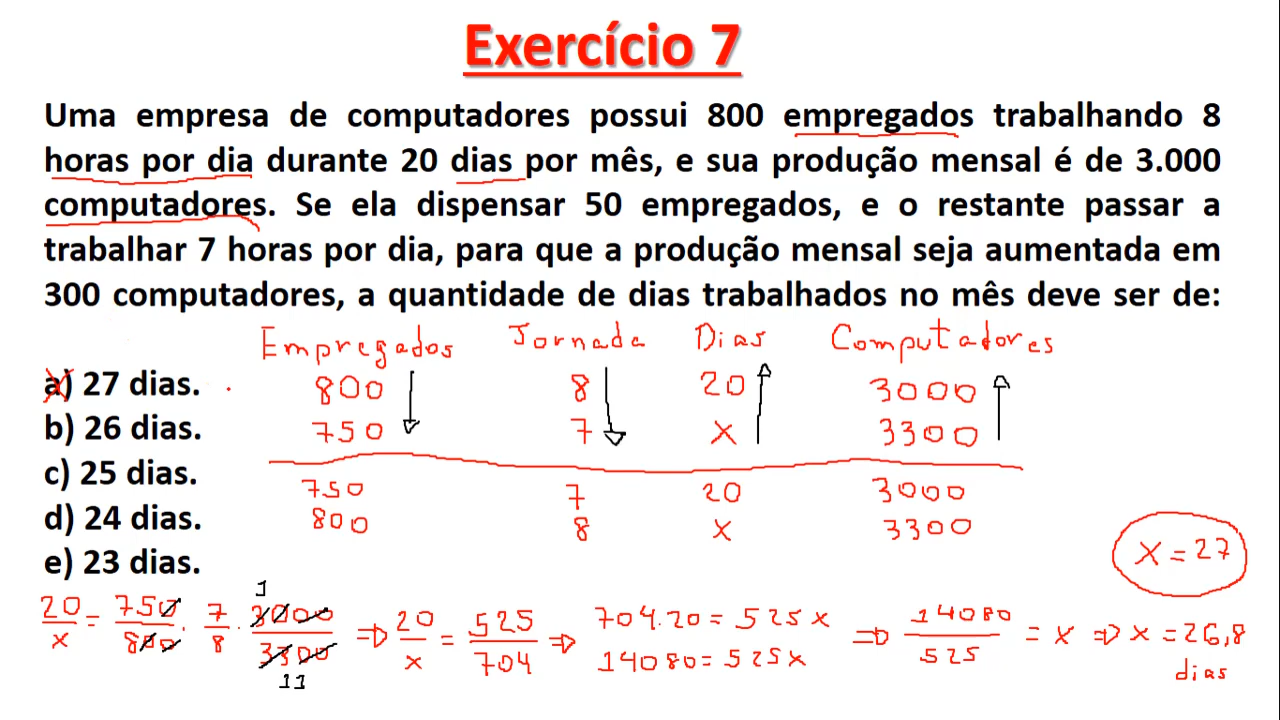 Exercício 7
Uma empresa de computadores possui 800 empregados trabalhando 8
horas por dia durante 20 dias por mês, e sua produção mensal é de 3.000
computadores. Se ela dispensar 50 empregados, e o restante passar a
trabalhar 7 horas por dia, para que a produção mensal seja aumentada em
300 computadores, a quantidade de dias trabalhados no mês deve ser de:
Empregados Jornada Dias Computadores
a) 27 dias. 800 8 20 3000
b) 26 dias. 750 7 x 3300
c) 25 dias. 750 7 20 3000
d) 24 dias. 800 8 x 3300
e) 23 dias. x = 27
20/x = 750/800 . 7/8 . 3000/3300 1 11 ⇒ 20/x = 525/704 ⇒ 704.20 = 525x ⇒ 14080/525 = x ⇒ x = 26,8
14080 = 525x dias